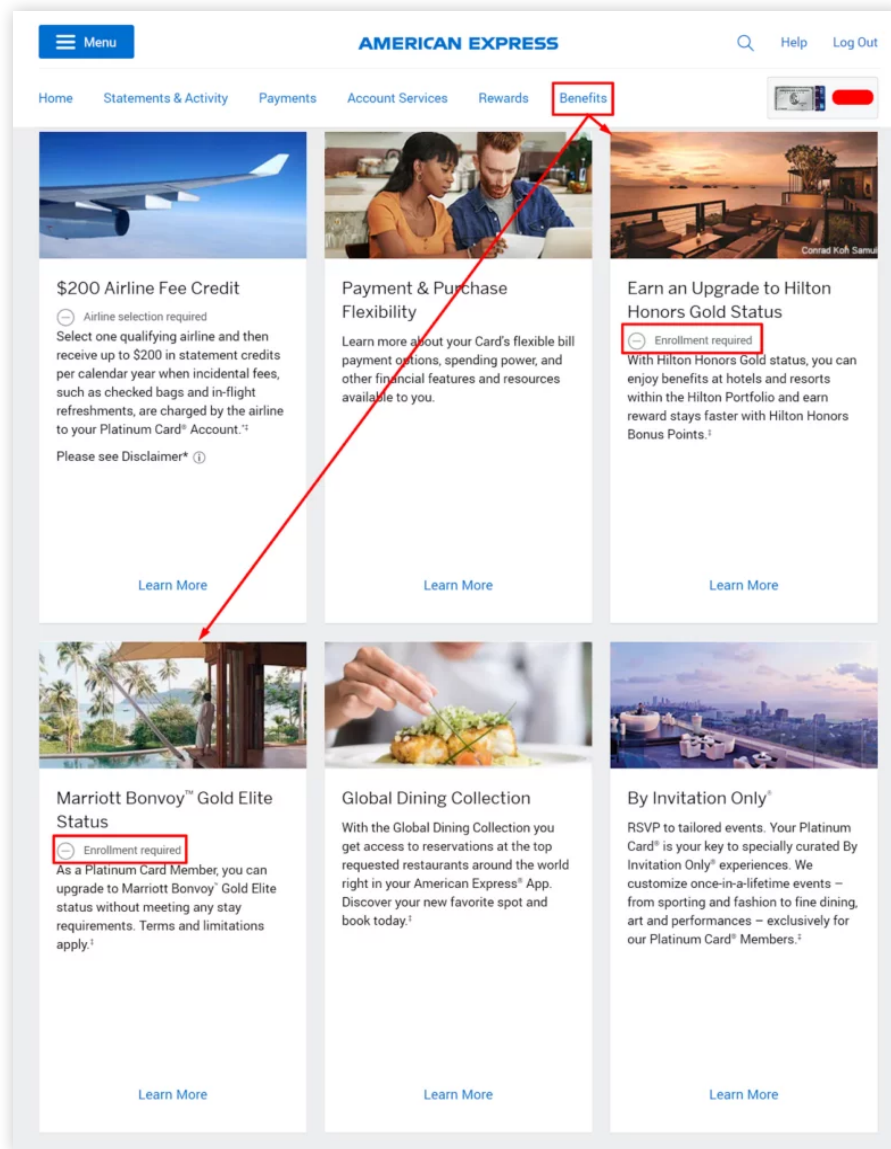 Menu
AMERICAN EXPRESS
Help
Log Out
Home
Statements & Activity
Payments
Account Services
Rewards
Benefits
$200 Airline Fee Credit
Airline selection required
Select one qualifying airline and then
receive up to $200 in statement credits
per calendar year when incidental fees,
such as checked bags and in-flight
refreshments, are charged by the airline
to your Platinum Card® Account.*‡
Please see Disclaimer*
Learn More
Payment & Purchase
Flexibility
Learn more about your Card's flexible bill
payment options, spending power, and
other financial features and resources
available to you.
Learn More
Conrad Koh Samui
Earn an Upgrade to Hilton
Honors Gold Status
Enrollment required
With Hilton Honors Gold status, you can
enjoy benefits at hotels and resorts
within the Hilton Portfolio and earn
reward stays faster with Hilton Honors
Bonus Points.‡
Learn More
Marriott Bonvoy™ Gold Elite
Status
Enrollment required
As a Platinum Card Member, you can
upgrade to Marriott Bonvoy™ Gold Elite
status without meeting any stay
requirements. Terms and limitations
apply.‡
Learn More
Global Dining Collection
With the Global Dining Collection you
get access to reservations at the top
requested restaurants around the world
right in your American Express® App.
Discover your new favorite spot and
book today.‡
Learn More
By Invitation Only®
RSVP to tailored events. Your Platinum
Card® is your key to specially curated By
Invitation Only® experiences. We
customize once-in-a-lifetime events –
from sporting and fashion to fine dining,
art and performances – exclusively for
our Platinum Card® Members.‡
Learn More